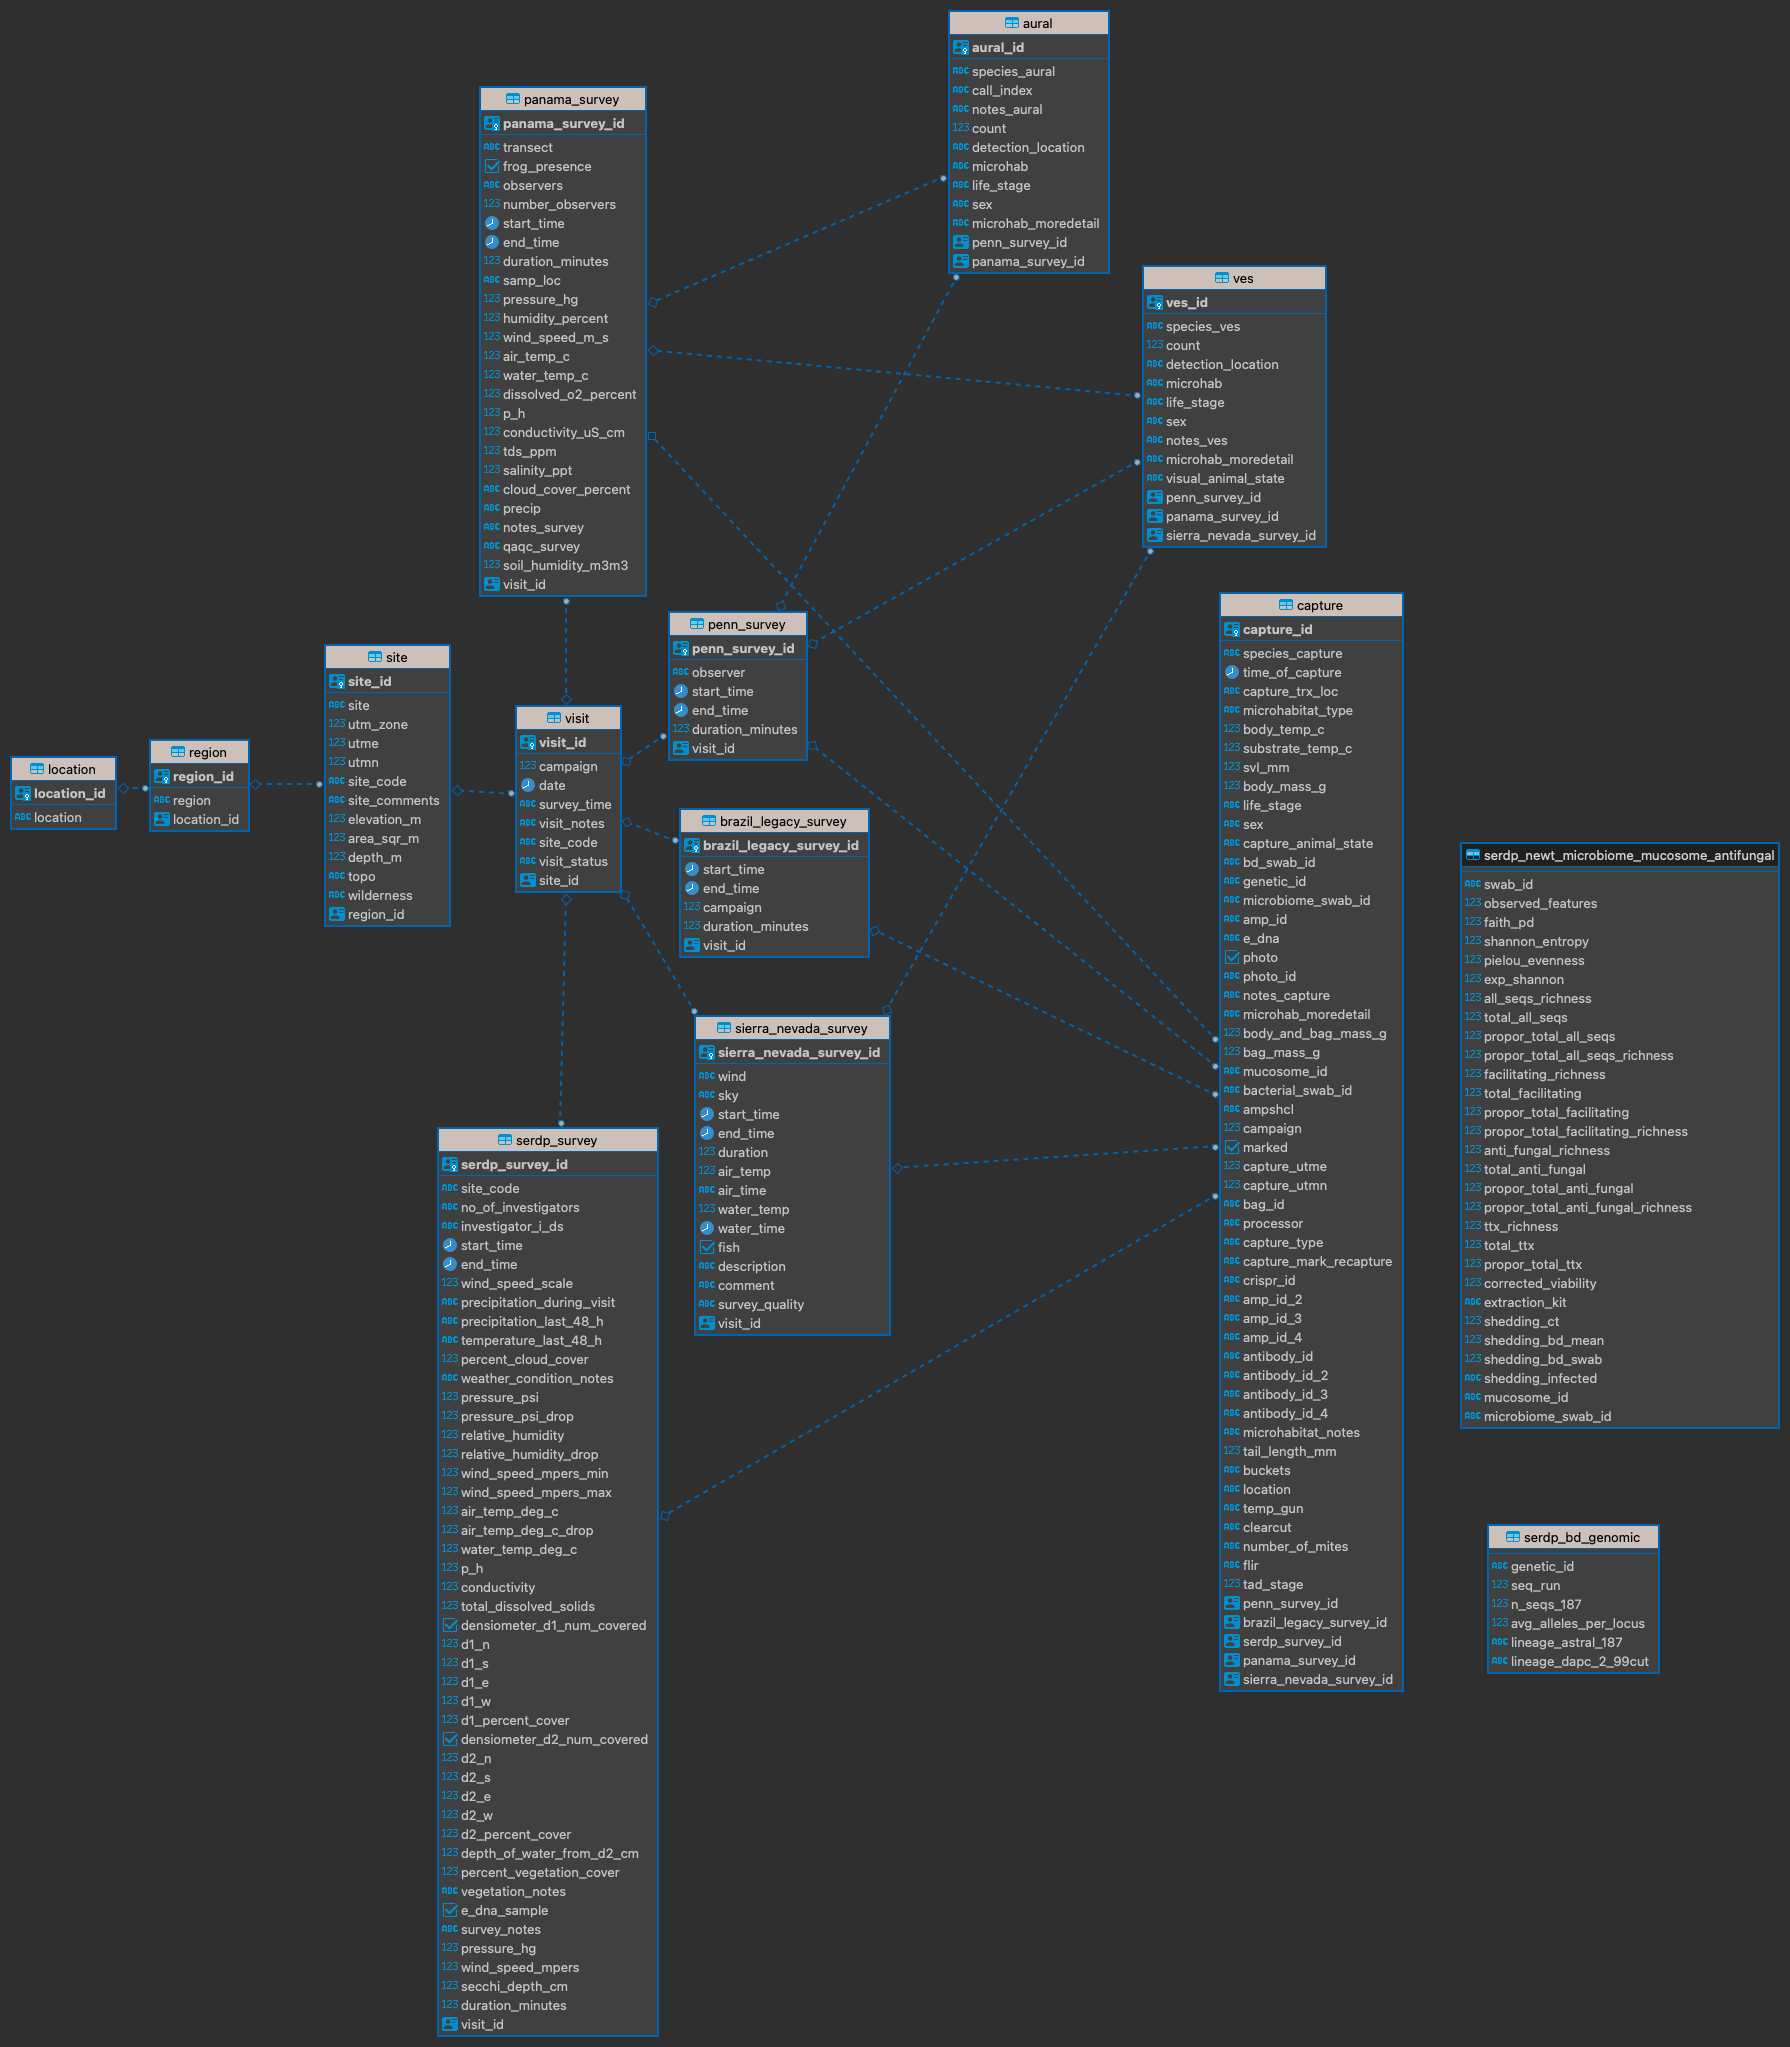 aural
aural_id
species_aural
call_index
notes_aural
count
detection_location
microhab
life_stage
sex
microhab_moredetail
penn_survey_id
panama_survey_id
panama_survey
panama_survey_id
transect
frog_presence
observers
number_observers
start_time
end_time
duration_minutes
samp_loc
pressure_hg
humidity_percent
wind_speed_m_s
air_temp_c
water_temp_c
dissolved_o2_percent
p_h
conductivity_uS_cm
tds_ppm
salinity_ppt
cloud_cover_percent
precip
notes_survey
qaqc_survey
soil_humidity_m3m3
visit_id
ves
ves_id
species_ves
count
detection_location
microhab
life_stage
sex
notes_ves
microhab_moredetail
visual_animal_state
penn_survey_id
panama_survey_id
sierra_nevada_survey_id
location
location_id
location
region
region_id
region
location_id
site
site_id
site
utm_zone
utme
utmn
site_code
site_comments
elevation_m
area_sqr_m
depth_m
topo
wilderness
region_id
visit
visit_id
campaign
date
survey_time
visit_notes
site_code
visit_status
site_id
penn_survey
penn_survey_id
observer
start_time
end_time
duration_minutes
visit_id
brazil_legacy_survey
brazil_legacy_survey_id
start_time
end_time
campaign
duration_minutes
visit_id
sierra_nevada_survey
sierra_nevada_survey_id
wind
sky
start_time
end_time
duration
air_temp
air_time
water_temp
water_time
fish
description
comment
survey_quality
visit_id
serdp_survey
serdp_survey_id
site_code
no_of_investigators
investigator_i_ds
start_time
end_time
wind_speed_scale
precipitation_during_visit
precipitation_last_48_h
temperature_last_48_h
percent_cloud_cover
weather_condition_notes
pressure_psi
pressure_psi_drop
relative_humidity
relative_humidity_drop
wind_speed_mpers_min
wind_speed_mpers_max
air_temp_deg_c
air_temp_deg_c_drop
water_temp_deg_c
p_h
conductivity
total_dissolved_solids
densiometer_d1_num_covered
d1_n
d1_s
d1_e
d1_w
d1_percent_cover
densiometer_d2_num_covered
d2_n
d2_s
d2_e
d2_w
d2_percent_cover
depth_of_water_from_d2_cm
percent_vegetation_cover
vegetation_notes
e_dna_sample
survey_notes
pressure_hg
wind_speed_mpers
secchi_depth_cm
duration_minutes
visit_id
capture
capture_id
species_capture
time_of_capture
capture_trx_loc
microhabitat_type
body_temp_c
substrate_temp_c
svl_mm
body_mass_g
life_stage
sex
capture_animal_state
bd_swab_id
genetic_id
microbiome_swab_id
amp_id
e_dna
photo
photo_id
notes_capture
microhab_moredetail
body_and_bag_mass_g
bag_mass_g
mucosome_id
bacterial_swab_id
ampshcl
campaign
marked
capture_utme
capture_utmn
bag_id
processor
capture_type
capture_mark_recapture
crispr_id
amp_id_2
amp_id_3
amp_id_4
antibody_id
antibody_id_2
antibody_id_3
antibody_id_4
microhabitat_notes
tail_length_mm
buckets
location
temp_gun
clearcut
number_of_mites
flir
tad_stage
penn_survey_id
brazil_legacy_survey_id
serdp_survey_id
panama_survey_id
sierra_nevada_survey_id
serdp_newt_microbiome_mucosome_antifungal
swab_id
observed_features
faith_pd
shannon_entropy
pielou_evenness
exp_shannon
all_seqs_richness
total_all_seqs
propor_total_all_seqs
propor_total_all_seqs_richness
facilitating_richness
total_facilitating
propor_total_facilitating
propor_total_facilitating_richness
anti_fungal_richness
total_anti_fungal
propor_total_anti_fungal
propor_total_anti_fungal_richness
ttx_richness
total_ttx
propor_total_ttx
corrected_viability
extraction_kit
shedding_ct
shedding_bd_mean
shedding_bd_swab
shedding_infected
mucosome_id
microbiome_swab_id
serdp_bd_genomic
genetic_id
seq_run
n_seqs_187
avg_alleles_per_locus
lineage_astral_187
lineage_dapc_2_99cut